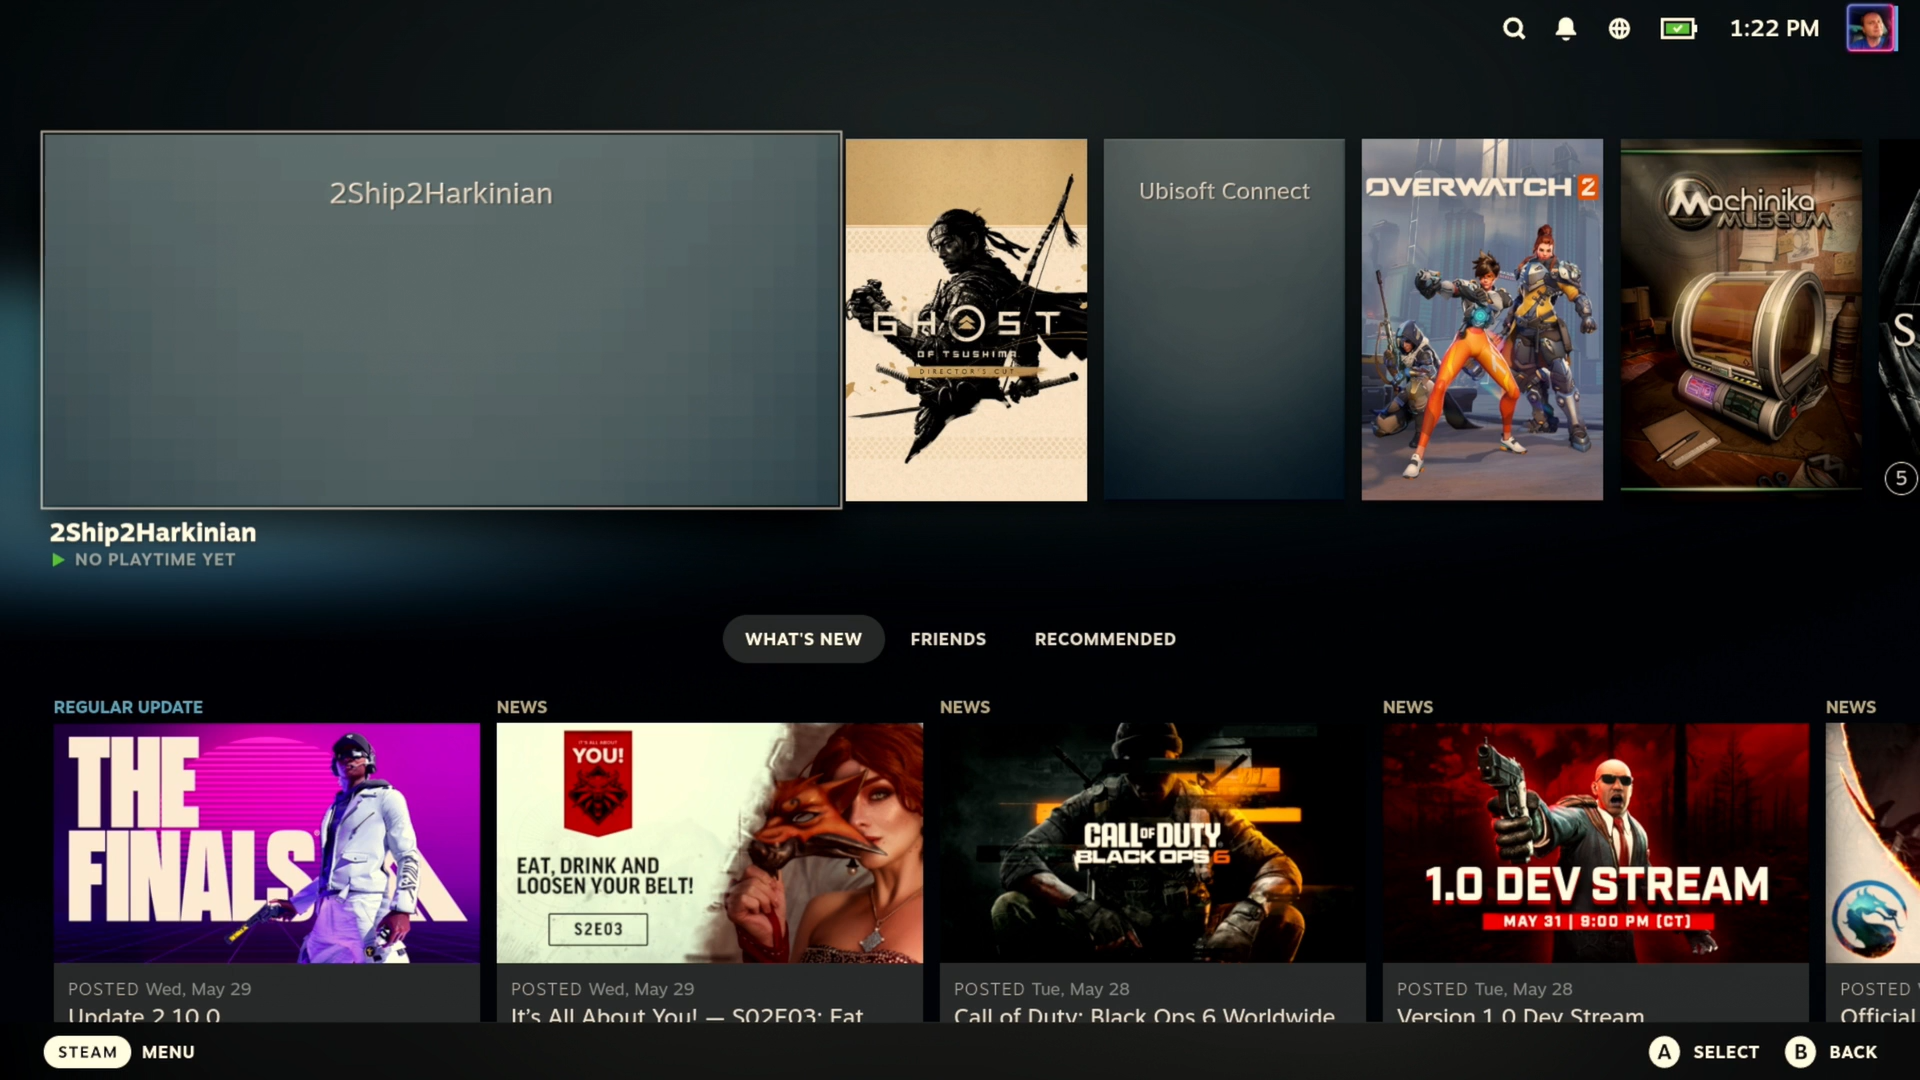 1:22 PM
2Ship2Harkinian
GHOST
OF TSUSHIMA
DIRECTOR'S CUT
Ubisoft Connect
OVERWATCH 2
Machinika
MUSEUM
S
5
2Ship2Harkinian
NO PLAYTIME YET
WHAT'S NEW
FRIENDS
RECOMMENDED
REGULAR UPDATE
NEWS
NEWS
NEWS
NEWS
THE
FINALS
IT'S ALL ABOUT
YOU!
EAT, DRINK AND
LOOSEN YOUR BELT!
S2E03
CALL OF DUTY
BLACK OPS 6
1.0 DEV STREAM
MAY 31 | 9:00 PM [CT]
POSTED Wed, May 29
Update 2.10.0
POSTED Wed, May 29
It's All About You! — S02E03: Eat,
POSTED Tue, May 28
Call of Duty: Black Ops 6 Worldwide
POSTED Tue, May 28
Version 1.0 Dev Stream
POSTED
Official
STEAM MENU
A SELECT
B BACK